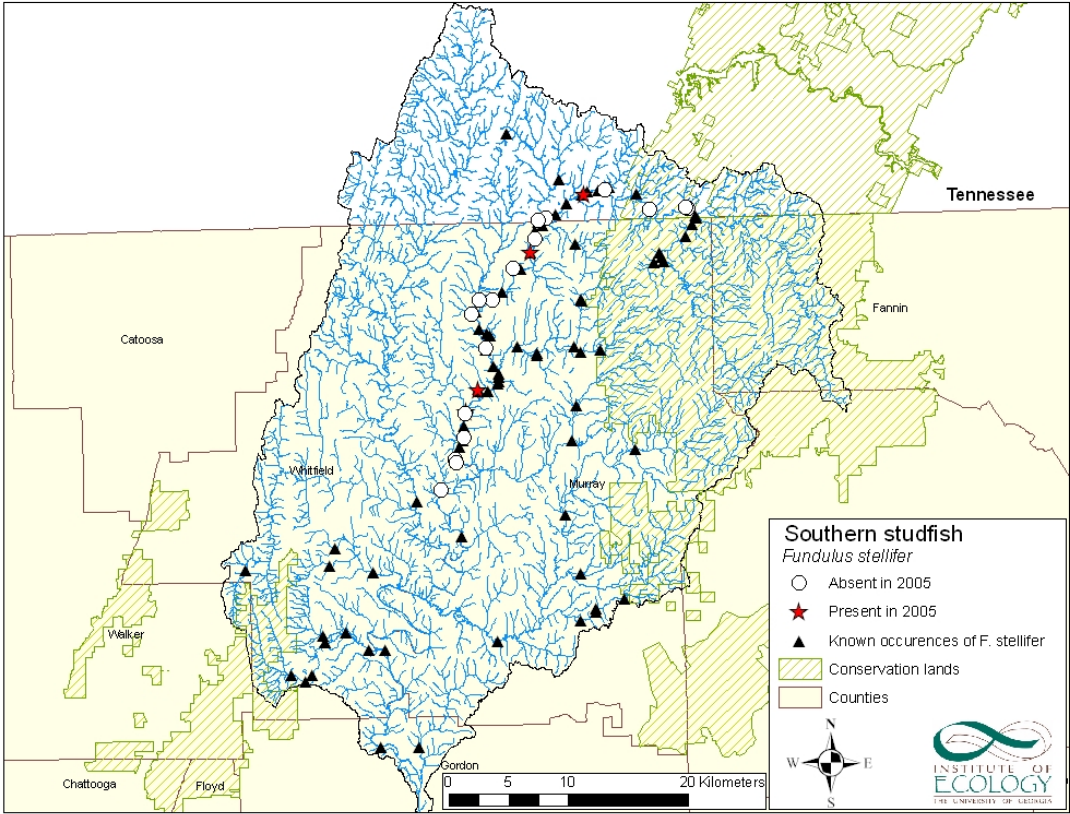 Tennessee
Fannin
Catoosa
Whitfield
Murray
Walker
Gordon
Chattooga
Floyd
Southern studfish
Fundulus stellifer
Absent in 2005
Present in 2005
Known occurences of F. stellifer
Conservation lands
Counties
N
W E
S
INSTITUTE OF
ECOLOGY
THE UNIVERSITY OF GEORGIA
0 5 10 20 Kilometers